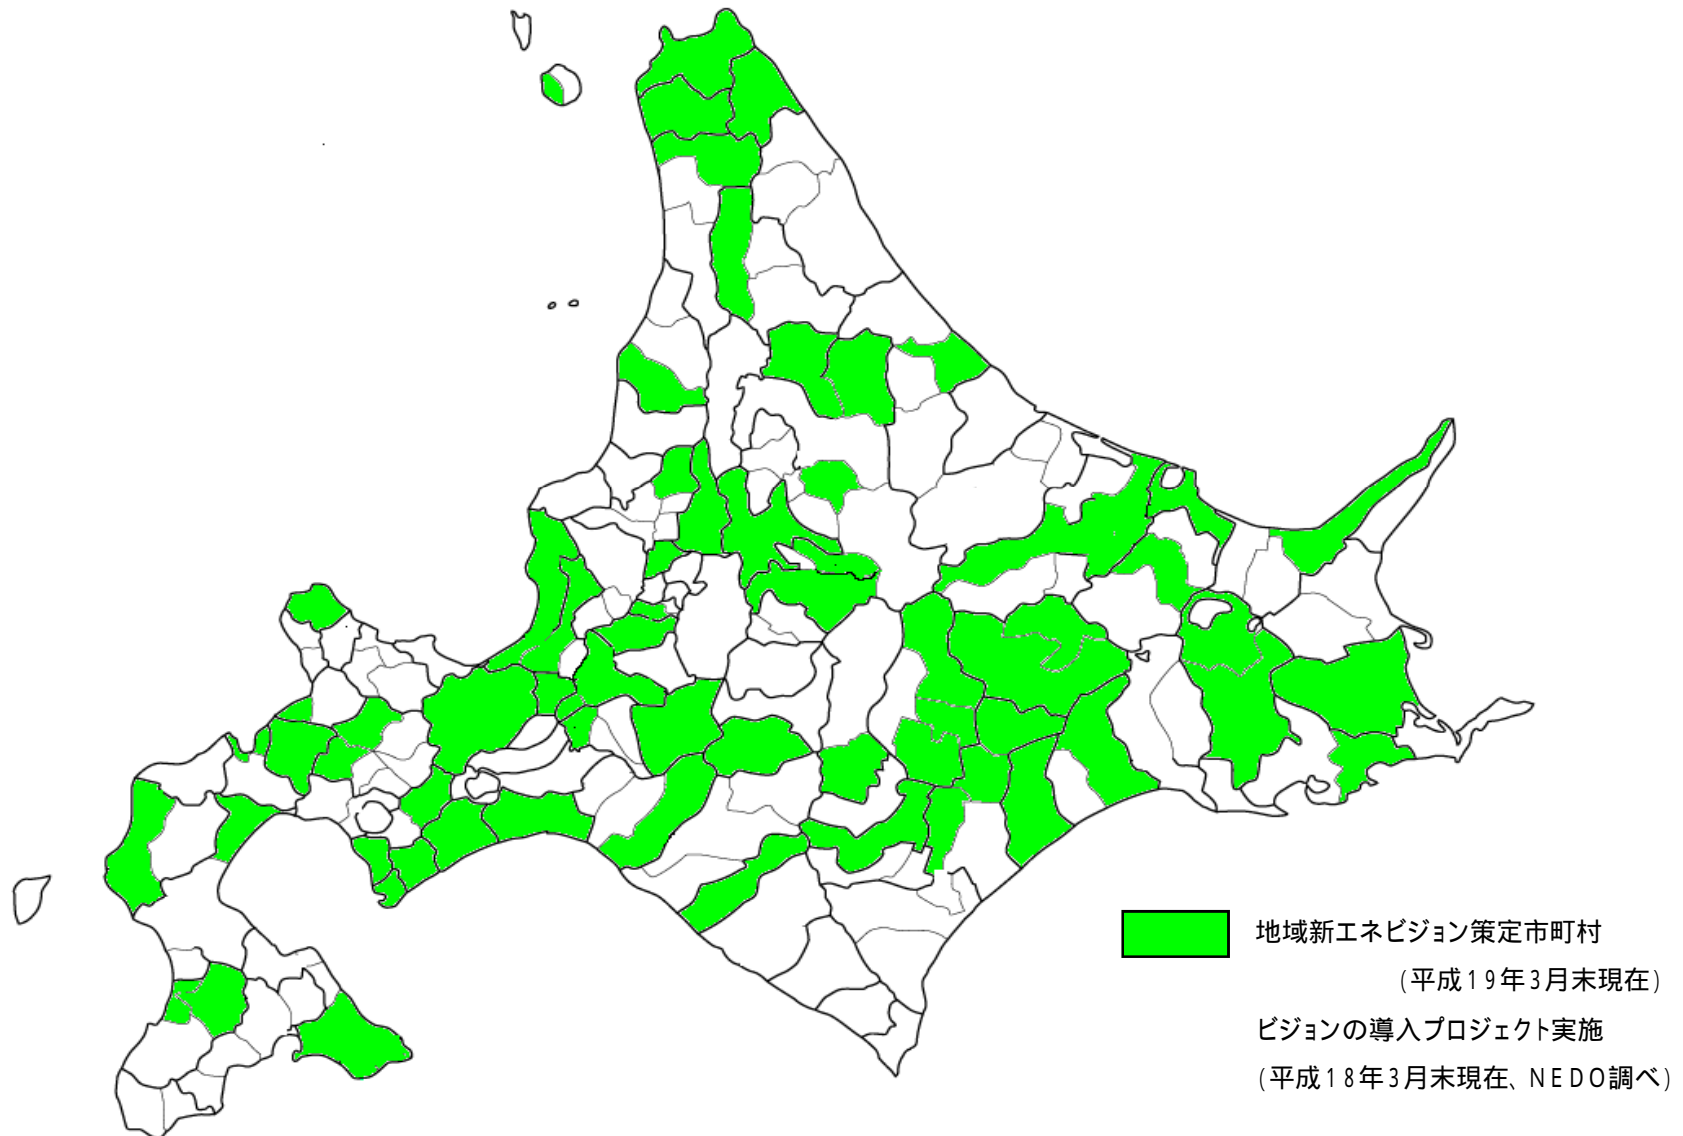 地域新エネビジョン策定市町村
(平成19年3月末現在)
ビジョンの導入プロジェクト実施
(平成18年3月末現在、NEDO調べ)